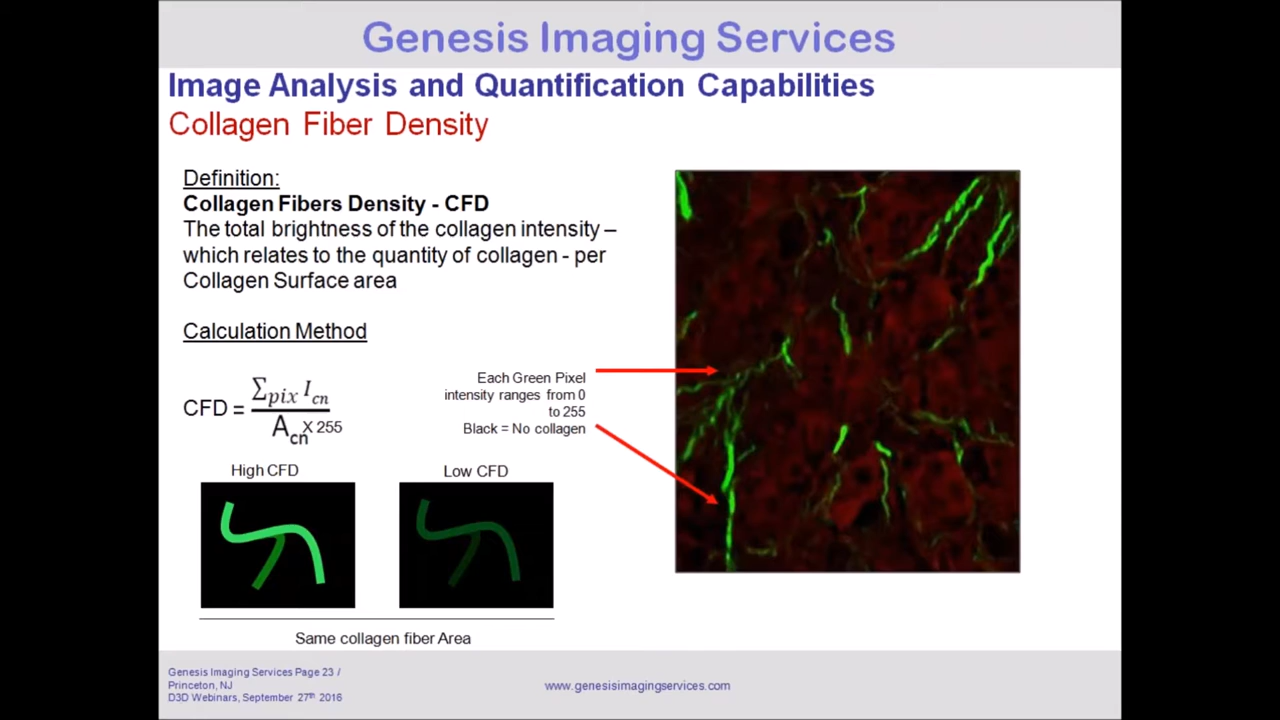 Genesis Imaging Services
Image Analysis and Quantification Capabilities
Collagen Fiber Density
Definition:
Collagen Fibers Density - CFD
The total brightness of the collagen intensity –
which relates to the quantity of collagen - per
Collagen Surface area
Calculation Method
CFD = ∑pix Icn
Acn X 255
Each Green Pixel
intensity ranges from 0
to 255
Black = No collagen
High CFD
Low CFD
Same collagen fiber Area
Genesis Imaging Services Page 23 /
Princeton, NJ
D3D Webinars, September 27th 2016
www.genesisimagingservices.com